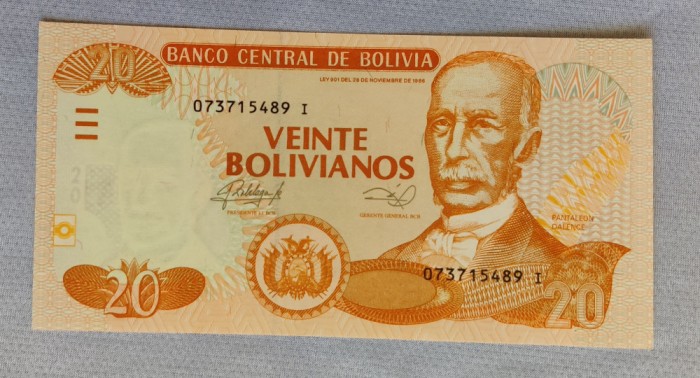 20
BANCO CENTRAL DE BOLIVIA
LEY 901 DEL 28 DE NOVIEMBRE DE 1986
073715489 I
VEINTE
BOLIVIANOS
20
PRESIDENTE BCB
GERENTE GENERAL BCB
PANTALEON
DALENCE
073715489 I
20
20